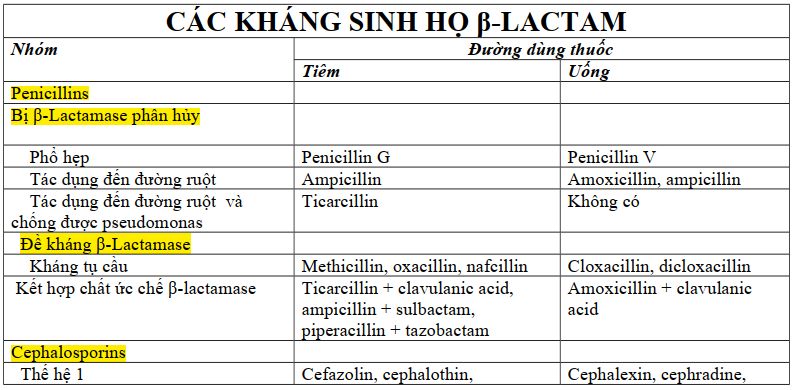 CÁC KHÁNG SINH HỌ β-LACTAM
Nhóm Đường dùng thuốc
Tiêm Uống
Penicillins
Bị β-Lactamase phân hủy
Phổ hẹp Penicillin G Penicillin V
Tác dụng đến đường ruột Ampicillin Amoxicillin, ampicillin
Tác dụng đến đường ruột và Ticarcillin Không có
chống được pseudomonas
Đề kháng β-Lactamase
Kháng tụ cầu Methicillin, oxacillin, nafcillin Cloxacillin, dicloxacillin
Kết hợp chất ức chế β-lactamase Ticarcillin + clavulanic acid, Amoxicillin + clavulanic
ampicillin + sulbactam, acid
piperacillin + tazobactam
Cephalosporins
Thế hệ 1 Cefazolin, cephalothin, Cephalexin, cephradine,